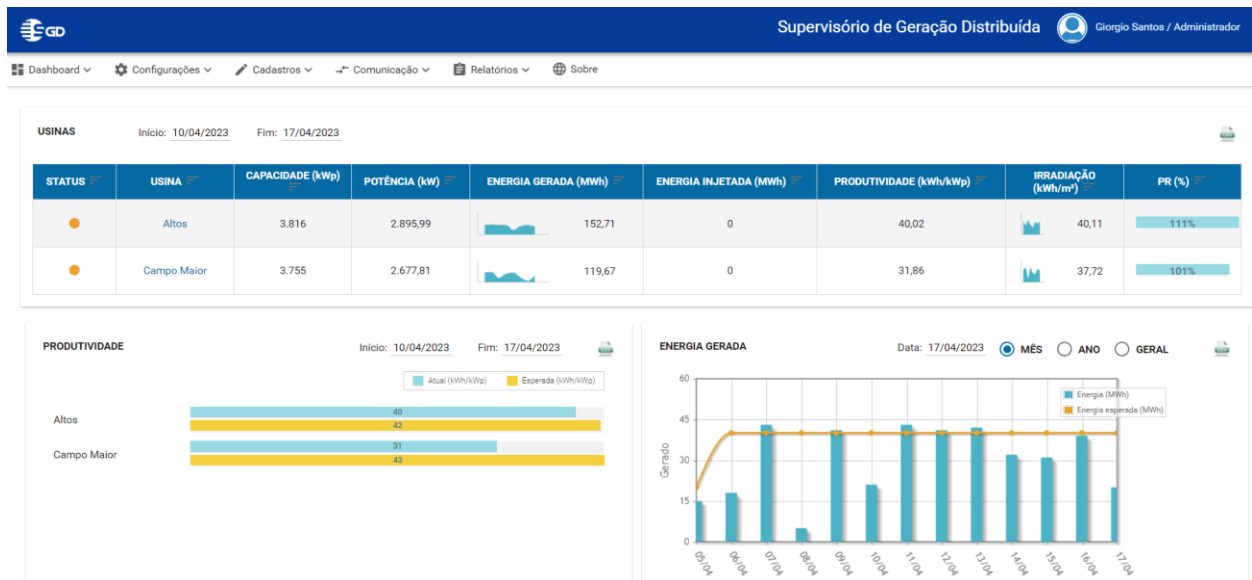 GD
Supervisório de Geração Distribuída
Giorgio Santos / Administrador
Dashboard
Configurações
Cadastros
Comunicação
Relatórios
Sobre
USINAS
Início: 10/04/2023
Fim: 17/04/2023
STATUS
USINA
CAPACIDADE (kWp)
POTÊNCIA (kW)
ENERGIA GERADA (MWh)
ENERGIA INJETADA (MWh)
PRODUTIVIDADE (kWh/kWp)
IRRADIAÇÃO
(kWh/m²)
PR (%)
Altos
3.816
2.895,99
152,71
0
40,02
40,11
111%
Campo Maior
3.755
2.677,81
119,67
0
31,86
37,72
101%
PRODUTIVIDADE
Início: 10/04/2023
Fim: 17/04/2023
Atual (kWh/kWp)
Esperada (kWh/kWp)
Altos
40
42
Campo Maior
31
43
ENERGIA GERADA
Data: 17/04/2023
MÊS
ANO
GERAL
Energia (MWh)
Energia esperada (MWh)
Gerado
60
45
30
15
0
05/04
06/04
07/04
08/04
09/04
10/04
11/04
12/04
13/04
14/04
15/04
16/04
17/04